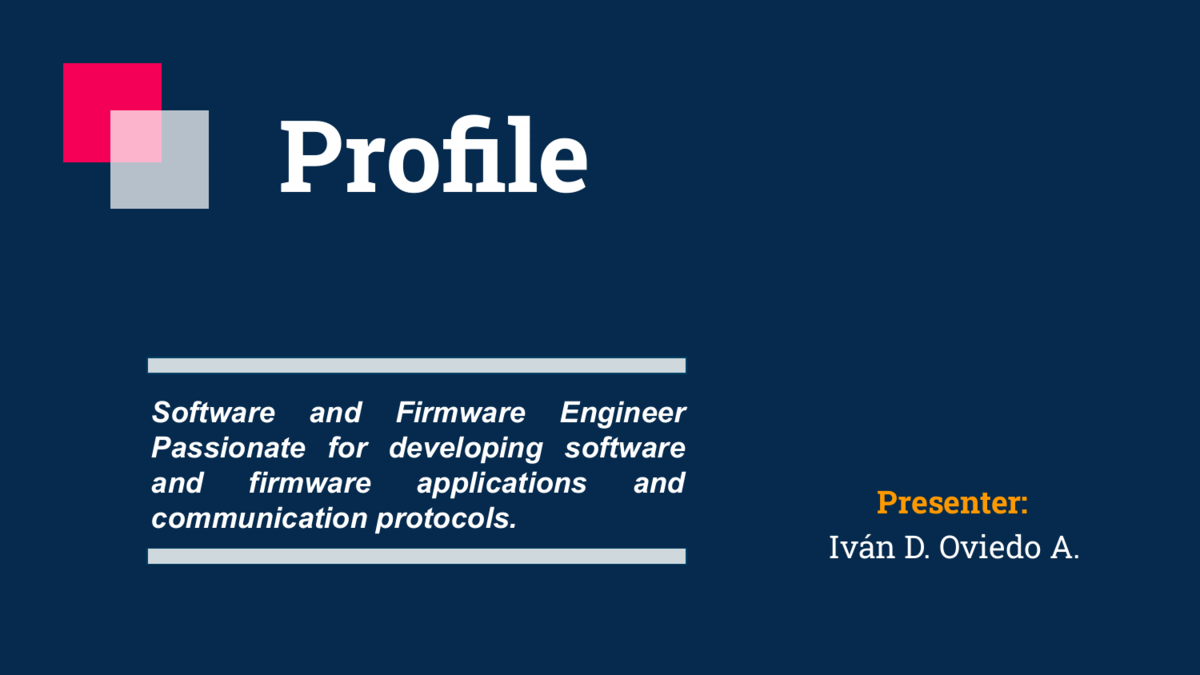 Profile
Software and Firmware Engineer
Passionate for developing software
and firmware applications and
communication protocols.
Presenter:
Iván D. Oviedo A.